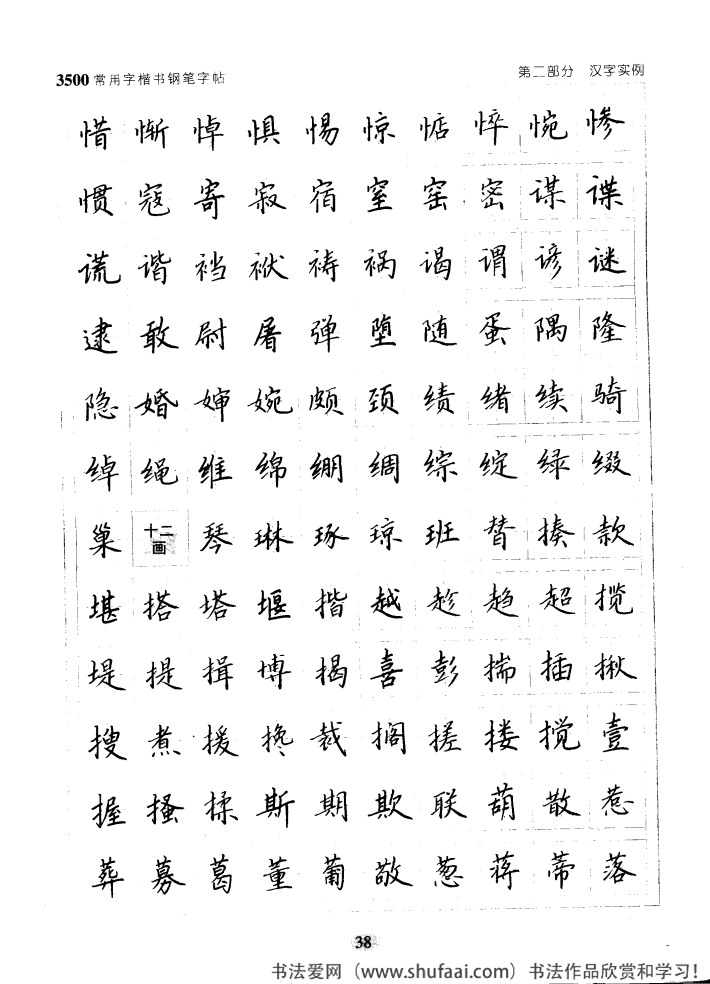 3500常用字楷书钢笔字帖
第二部分 汉字实例
惜 惭 悼 惧 惕 惊 惦 悴 惋 惨
惯 寇 寄 寂 宿 窒 窑 密 谋 谍
谎 谐 裆 袱 祷 祸 谒 谓 谚 谜
逮 敢 尉 屠 弹 堕 随 蛋 隅 隆
隐 婚 婶 婉 颇 颈 绩 绪 续 骑
绰 绳 维 绵 绷 绸 综 绽 绿 缀
巢 十二画 琴 琳 琢 琼 斑 替 揍 款
堪 搭 塔 堰 揩 越 趁 趋 超 揽
堤 提 揖 博 揭 喜 彭 揣 插 揪
搜 煮 援 搀 裁 搁 搓 搂 搅 壹
握 搔 揉 斯 期 欺 联 葫 散 惹
葬 募 葛 董 葡 敬 葱 蒋 蒂 落
38
书法爱网（www.shufaai.com）书法作品欣赏和学习！